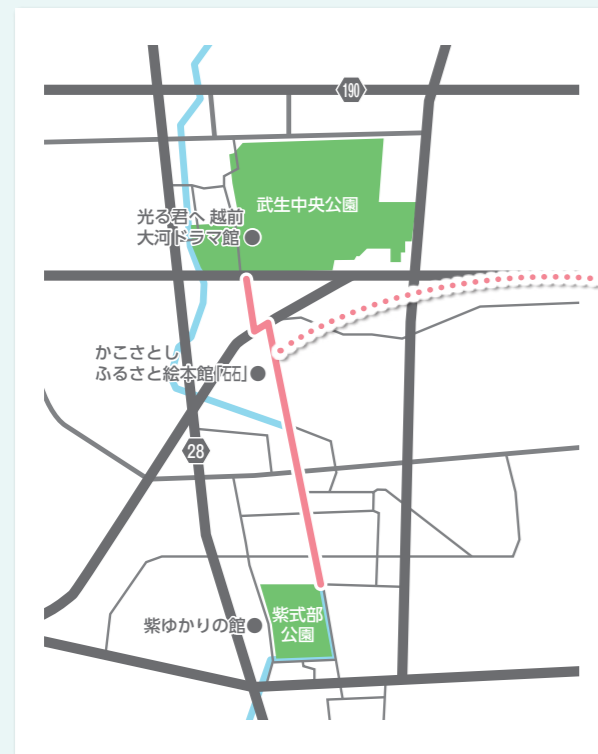 190
武生中央公園
光る君へ 越前
大河ドラマ館
かこさとし
ふるさと絵本館「砳」
28
紫式部
公園
紫ゆかりの館